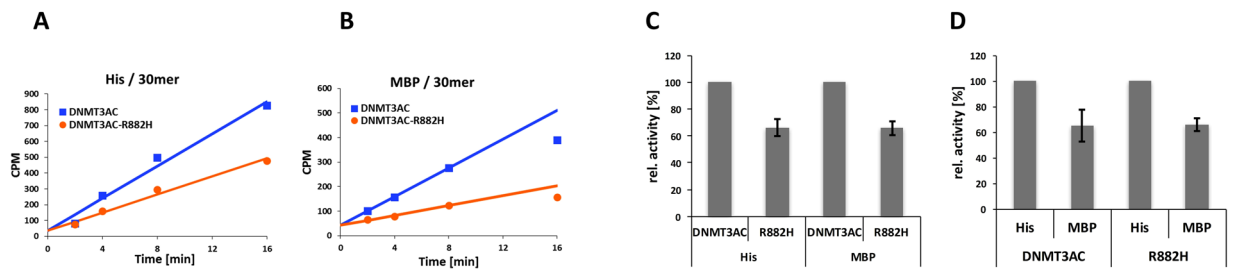 A
His / 30mer
DNMT3AC
DNMT3AC-R882H
CPM
900
800
700
600
500
400
300
200
100
0
0
4
8
12
16
Time [min]
B
MBP / 30mer
DNMT3AC
DNMT3AC-R882H
600
500
400
300
200
100
0
0
4
8
12
16
Time [min]
C
rel. activity [%]
120
100
80
60
40
20
0
DNMT3AC R882H DNMT3AC R882H
His MBP
D
rel. activity [%]
120
100
80
60
40
20
0
His MBP His MBP
DNMT3AC R882H